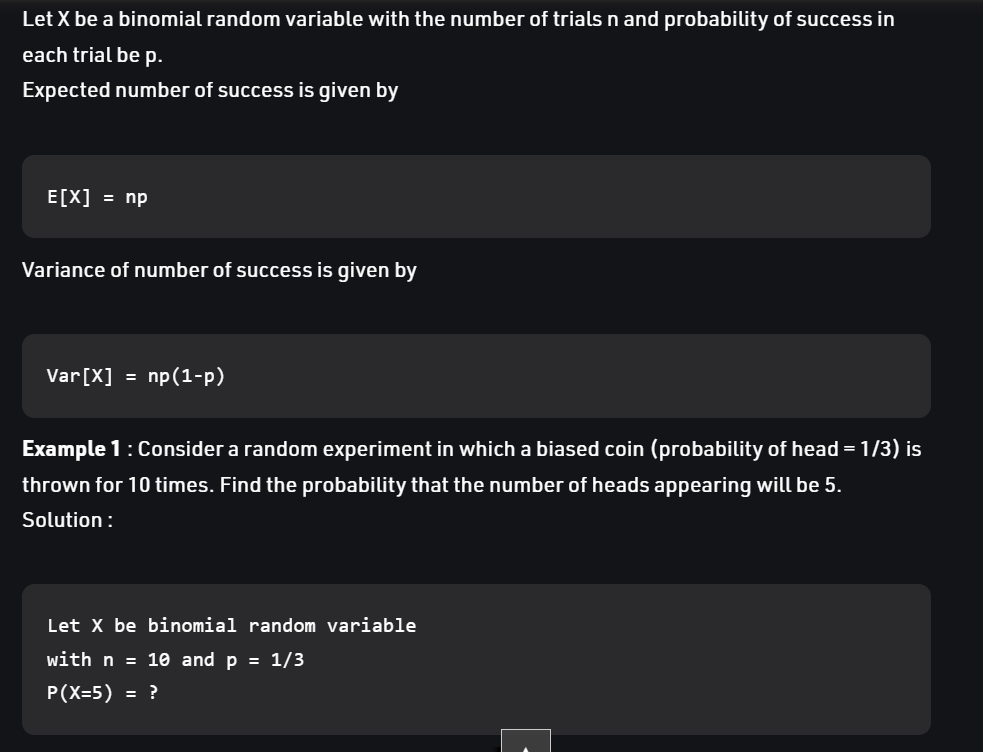 Let X be a binomial random variable with the number of trials n and probability of success in
each trial be p.
Expected number of success is given by
E[X] = np
Variance of number of success is given by
Var[X] = np(1-p)
Example 1 : Consider a random experiment in which a biased coin (probability of head = 1/3) is
thrown for 10 times. Find the probability that the number of heads appearing will be 5.
Solution :
Let X be binomial random variable
with n = 10 and p = 1/3
P(X=5) = ?